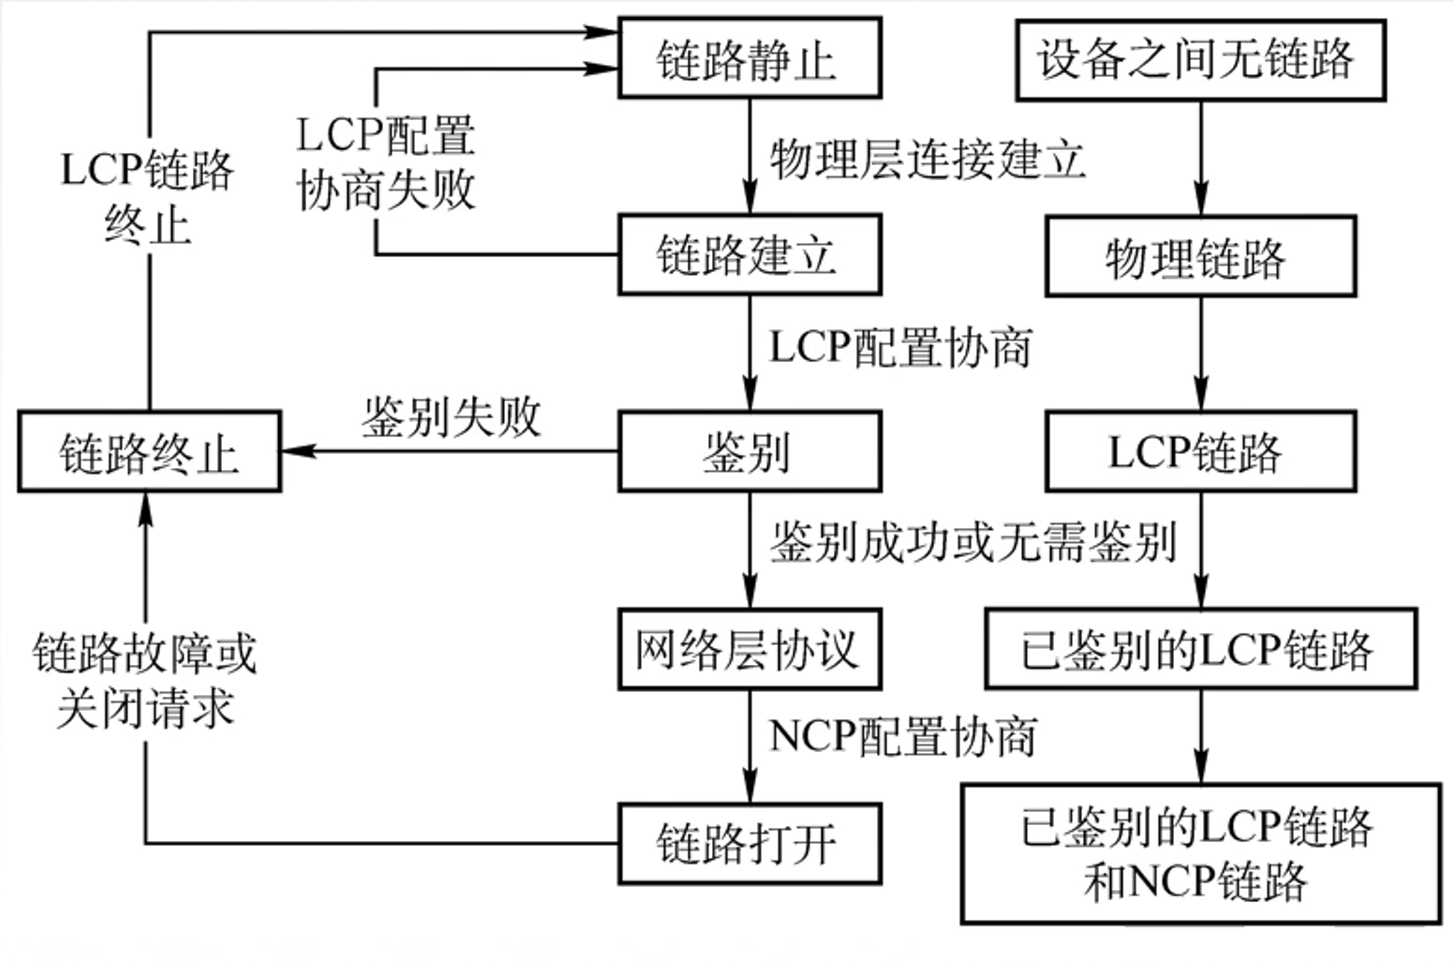 链路静止
设备之间无链路
LCP配置
协商失败
物理层连接建立
LCP链路
终止
链路建立
物理链路
LCP配置协商
鉴别失败
链路终止
鉴别
LCP链路
鉴别成功或无需鉴别
网络层协议
已鉴别的LCP链路
链路故障或
关闭请求
NCP配置协商
链路打开
已鉴别的LCP链路
和NCP链路